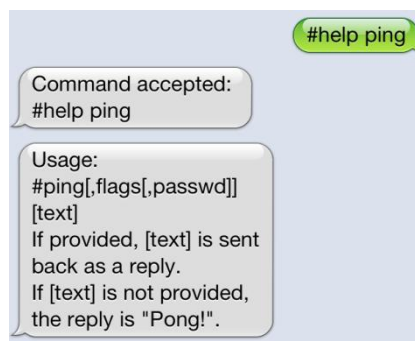 #help ping
Command accepted:
#help ping
Usage:
#ping[,flags[,passwd]]
[text]
If provided, [text] is sent
back as a reply.
If [text] is not provided,
the reply is "Pong!".